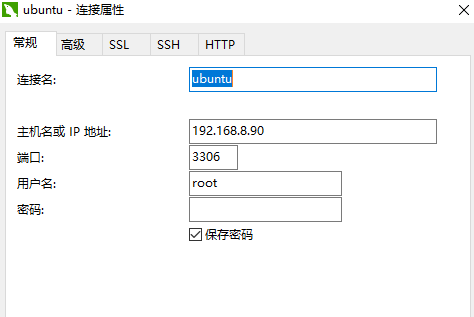 ubuntu - 连接属性
常规 高级 SSL SSH HTTP
连接名: ubuntu
主机名或 IP 地址: 192.168.8.90
端口: 3306
用户名: root
密码:
保存密码